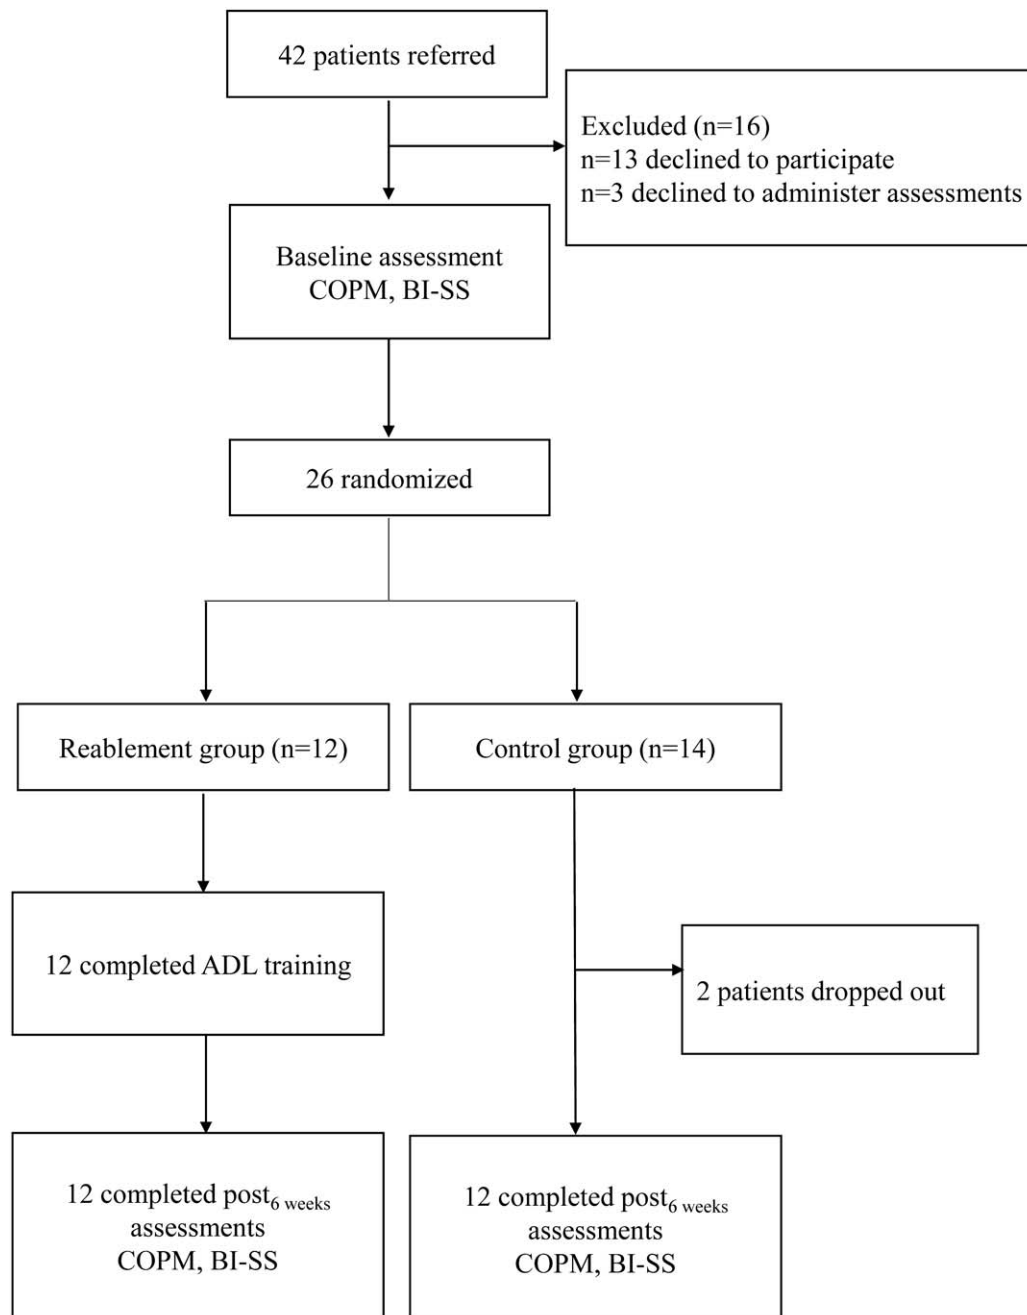 42 patients referred
Excluded (n=16)
n=13 declined to participate
n=3 declined to administer assessments
Baseline assessment
COPM, BI-SS
26 randomized
Reablement group (n=12)
Control group (n=14)
12 completed ADL training
2 patients dropped out
12 completed post6 weeks
assessments
COPM, BI-SS
12 completed post6 weeks
assessments
COPM, BI-SS